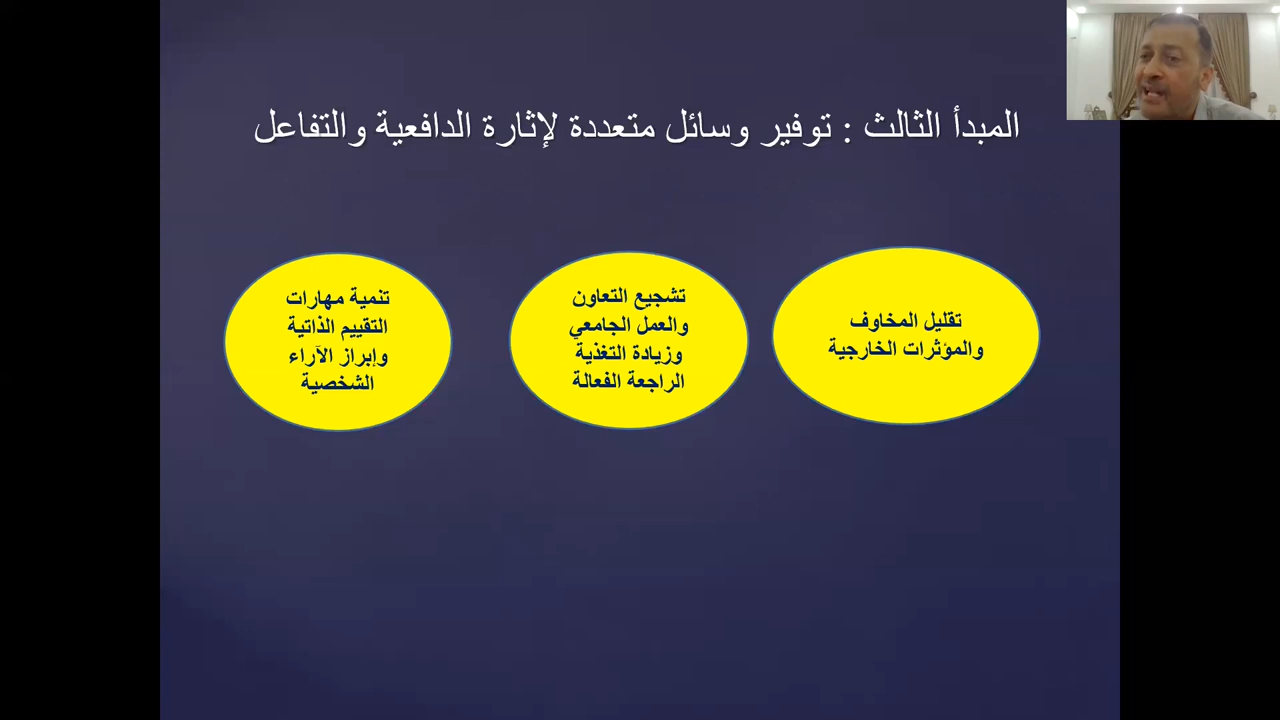 المبدأ الثالث : توفير وسائل متعددة لإثارة الدافعية والتفاعل
تقليل المخاوف
والمؤثرات الخارجية
تشجيع التعاون
والعمل الجامعي
وزيادة التغذية
الراجعة الفعالة
تنمية مهارات
التقييم الذاتية
وإبراز الآراء
الشخصية